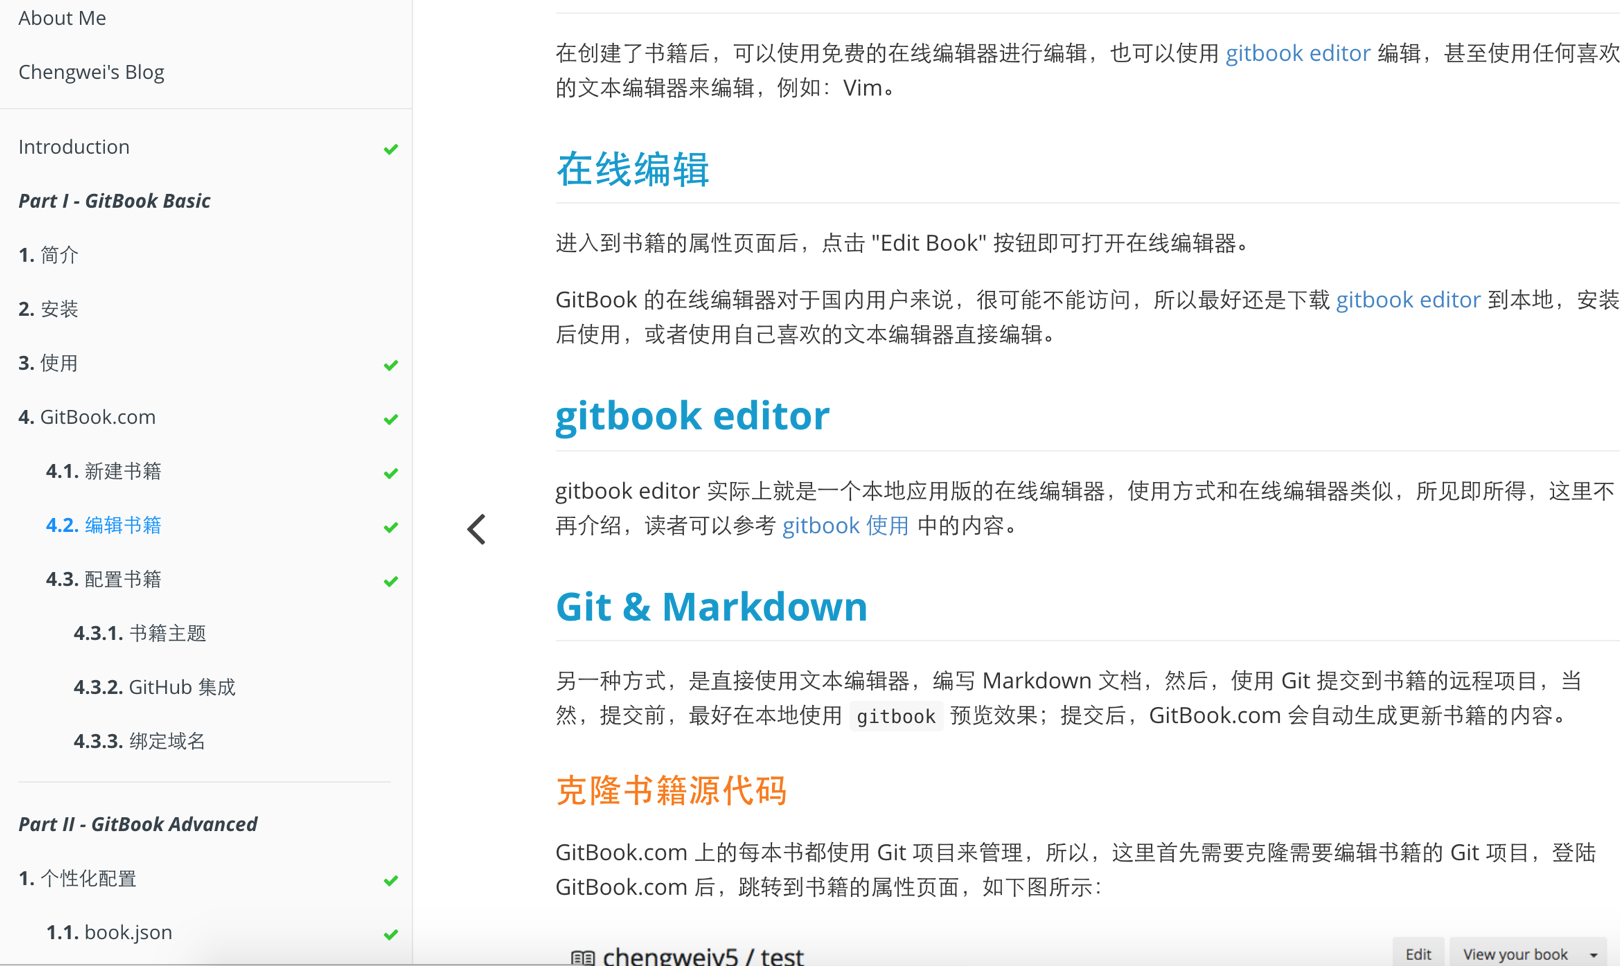 About Me
Chengwei's Blog
Introduction
Part I - GitBook Basic
1. 简介
2. 安装
3. 使用
4. GitBook.com
4.1. 新建书籍
4.2. 编辑书籍
4.3. 配置书籍
4.3.1. 书籍主题
4.3.2. GitHub 集成
4.3.3. 绑定域名
Part II - GitBook Advanced
1. 个性化配置
1.1. book.json
在创建了书籍后，可以使用免费的在线编辑器进行编辑，也可以使用 gitbook editor 编辑，甚至使用任何喜欢
的文本编辑器来编辑，例如：Vim。
在线编辑
进入到书籍的属性页面后，点击 "Edit Book" 按钮即可打开在线编辑器。
GitBook 的在线编辑器对于国内用户来说，很可能不能访问，所以最好还是下载 gitbook editor 到本地，安装
后使用，或者使用自己喜欢的文本编辑器直接编辑。
gitbook editor
gitbook editor 实际上就是一个本地应用版的在线编辑器，使用方式和在线编辑器类似，所见即所得，这里不
再介绍，读者可以参考 gitbook 使用 中的内容。
Git & Markdown
另一种方式，是直接使用文本编辑器，编写 Markdown 文档，然后，使用 Git 提交到书籍的远程项目，当
然，提交前，最好在本地使用 gitbook 预览效果；提交后，GitBook.com 会自动生成更新书籍的内容。
克隆书籍源代码
GitBook.com 上的每本书都使用 Git 项目来管理，所以，这里首先需要克隆需要编辑书籍的 Git 项目，登陆
GitBook.com 后，跳转到书籍的属性页面，如下图所示：
chengweiv5 / test
Edit
View your book